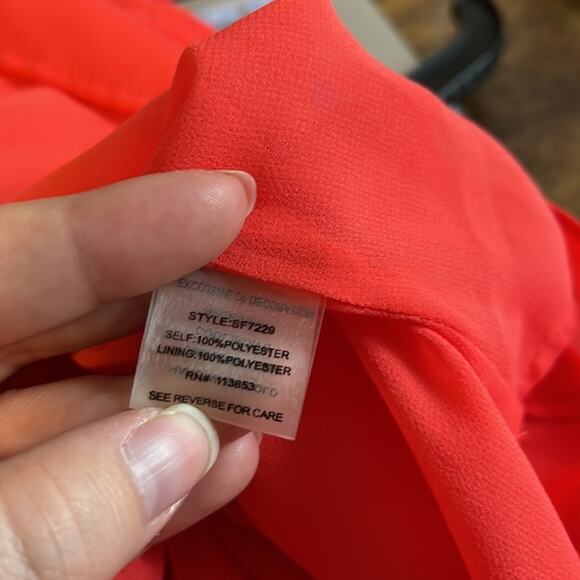 STYLE:SF7229
SELF:100%POLYESTER
LINING:100%POLYESTER
RN# 113853
SEE REVERSE FOR CARE